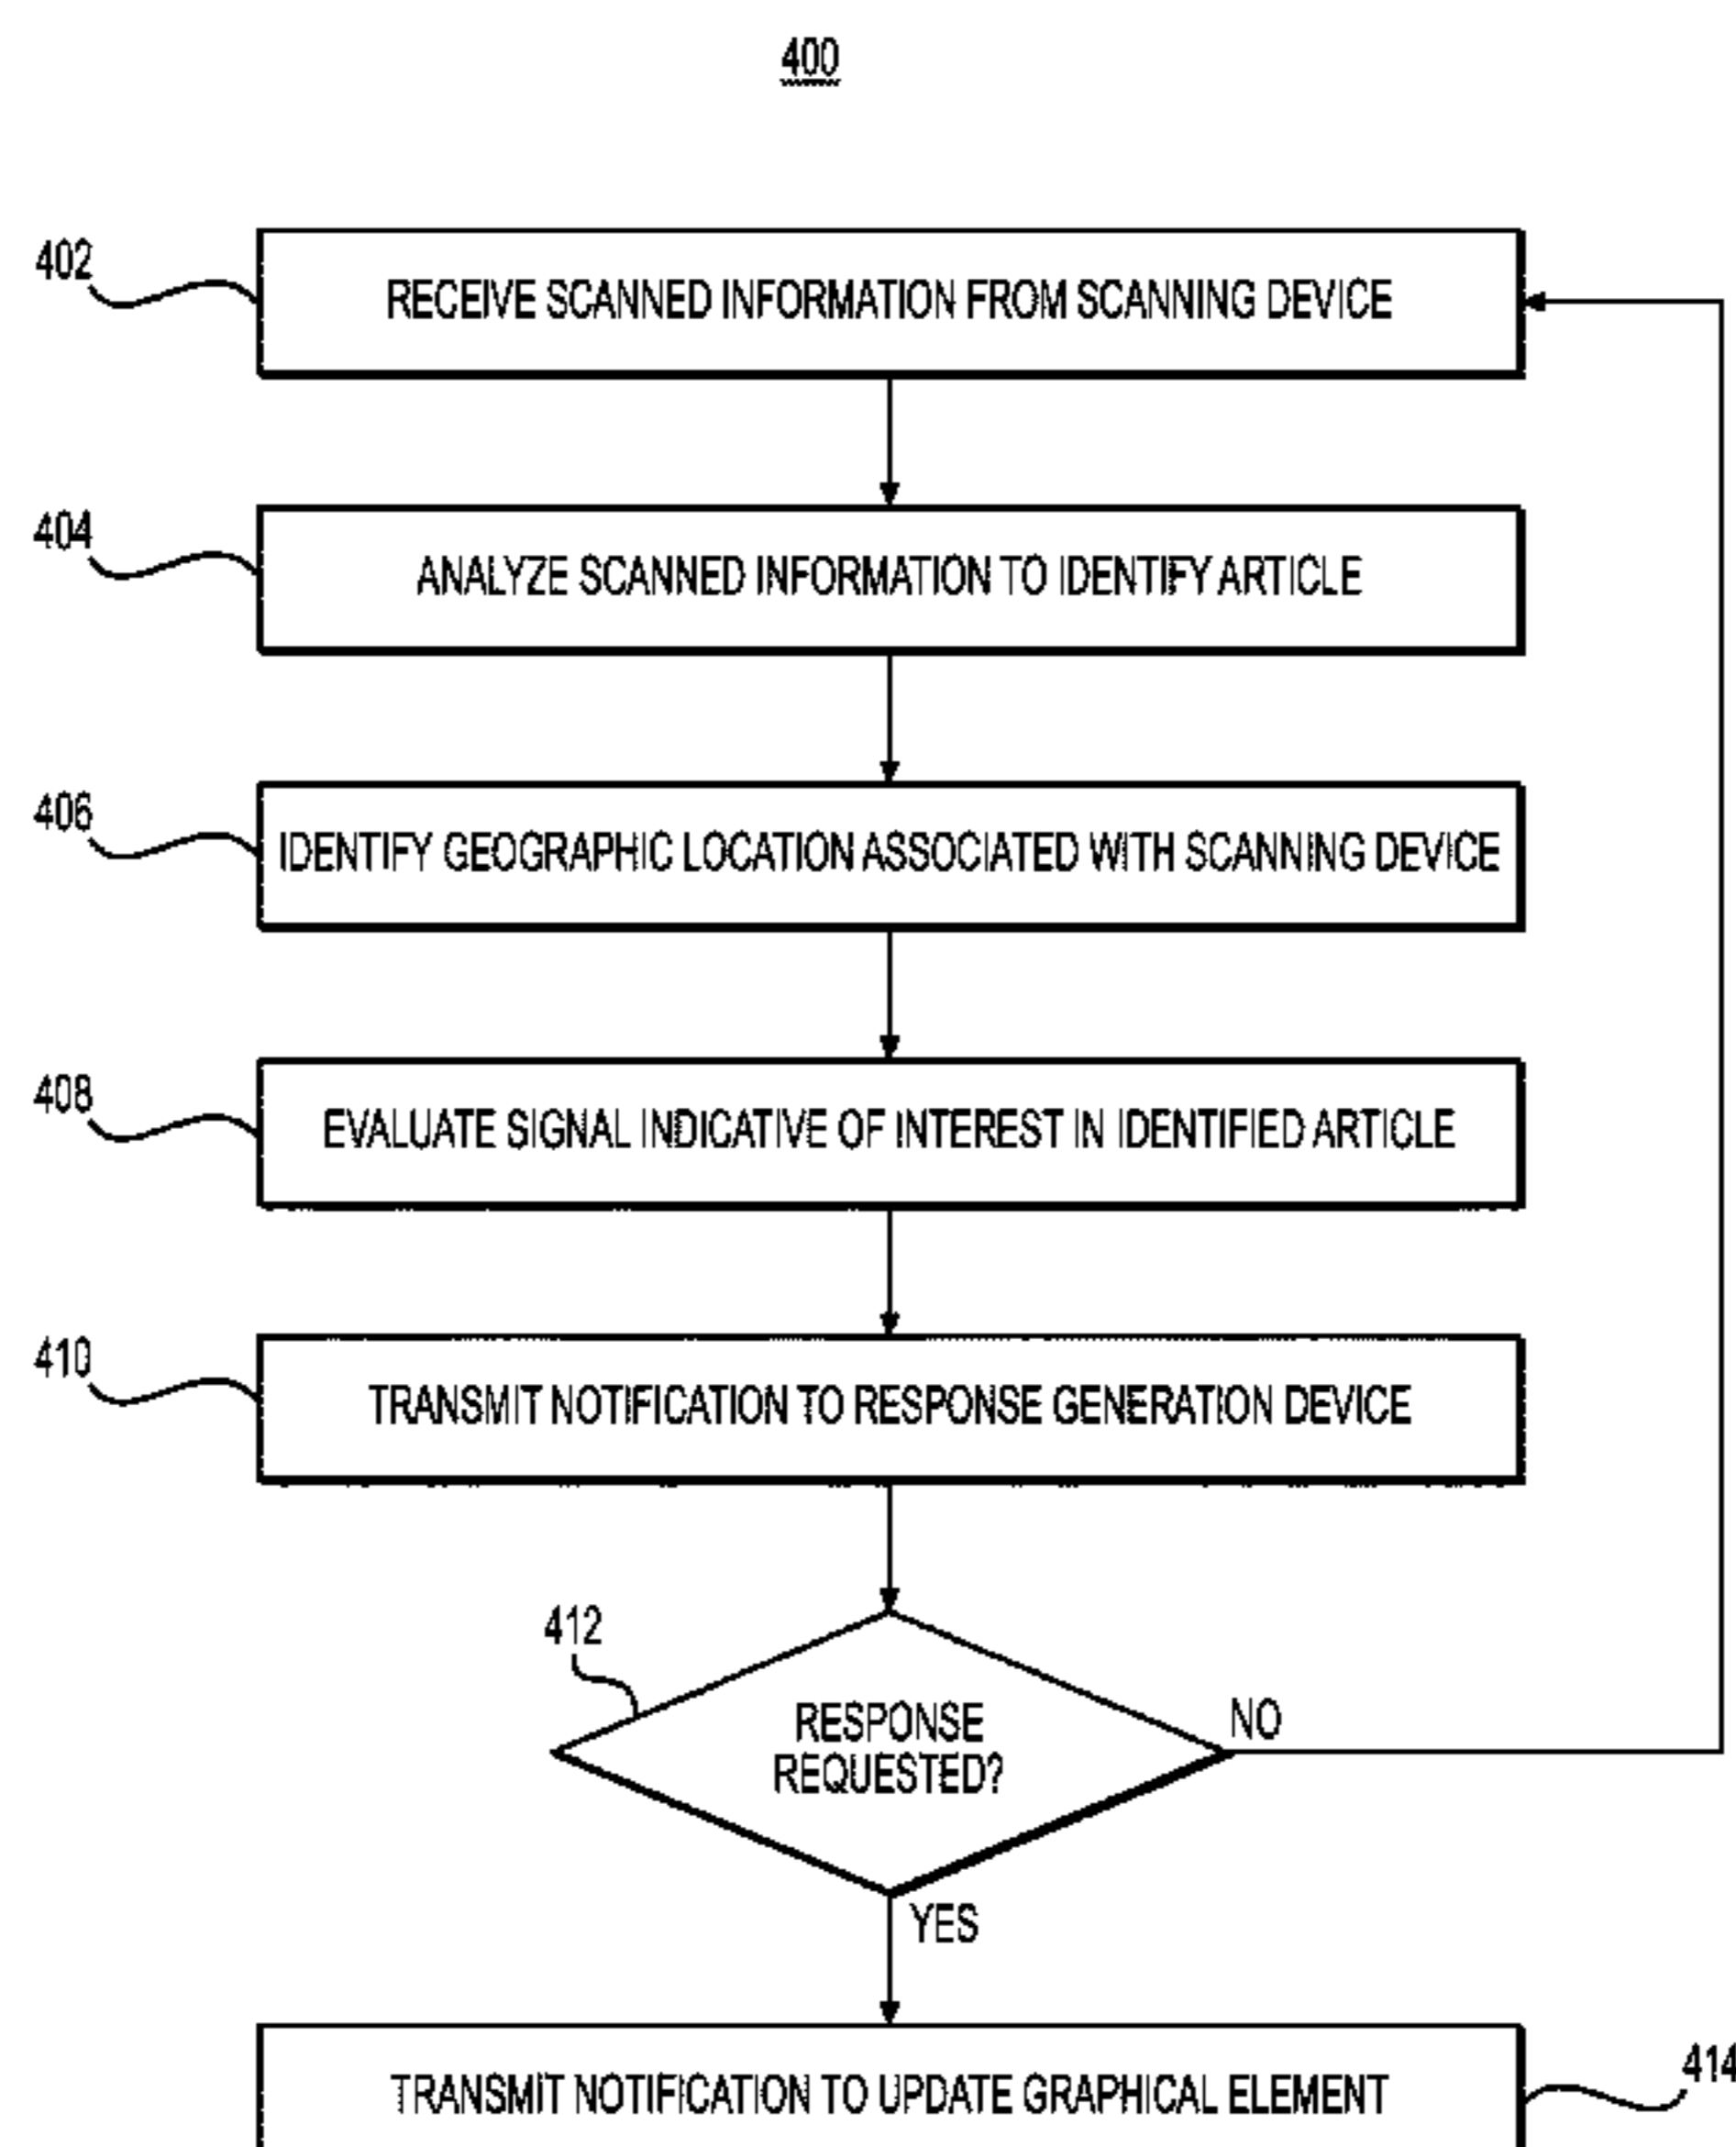 400
402
RECEIVE SCANNED INFORMATION FROM SCANNING DEVICE
404
ANALYZE SCANNED INFORMATION TO IDENTIFY ARTICLE
406
IDENTIFY GEOGRAPHIC LOCATION ASSOCIATED WITH SCANNING DEVICE
408
EVALUATE SIGNAL INDICATIVE OF INTEREST IN IDENTIFIED ARTICLE
410
TRANSMIT NOTIFICATION TO RESPONSE GENERATION DEVICE
412
RESPONSE
REQUESTED?
NO
YES
TRANSMIT NOTIFICATION TO UPDATE GRAPHICAL ELEMENT
414